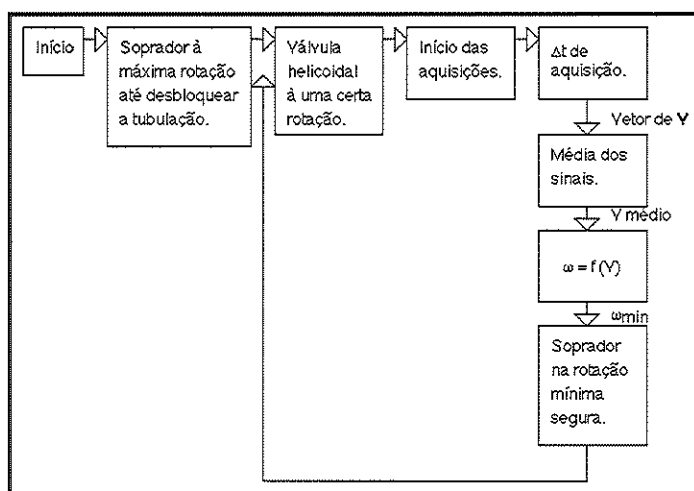 Início
Soprador à
máxima rotação
até desbloquear
a tubulação.
Válvula
helicoidal
à uma certa
rotação.
Início das
aquisições.
Δt de
aquisição.
Vetor de V
Média dos
sinais.
V médio
ω = f (V)
ωmin
Soprador
na rotação
mínima
segura.